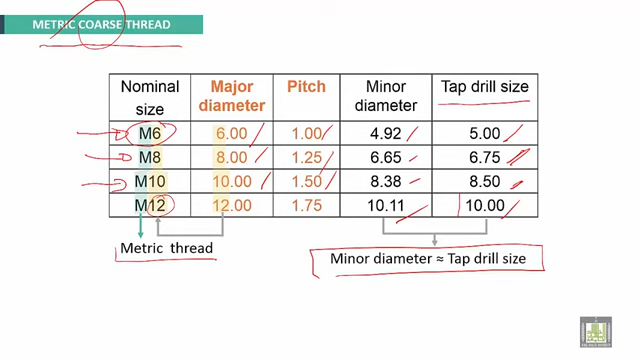 METRIC COARSE THREAD
Nominal size Major diameter Pitch Minor diameter Tap drill size
M6 6.00 1.00 4.92 5.00
M8 8.00 1.25 6.65 6.75
M10 10.00 1.50 8.38 8.50
M12 12.00 1.75 10.11 10.00
Metric thread
Minor diameter ≈ Tap drill size